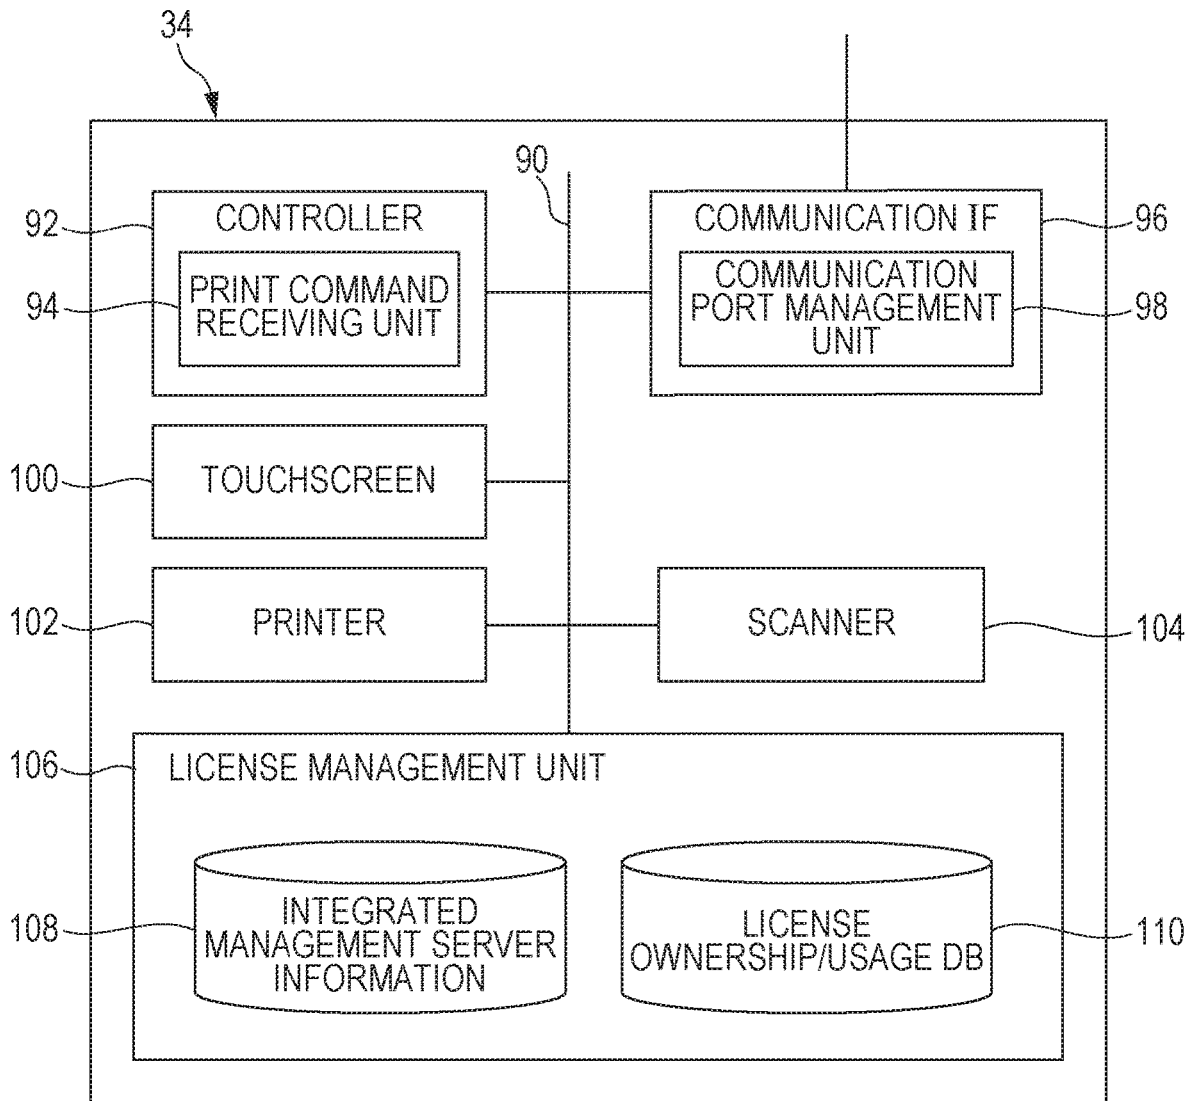 34
90
92
CONTROLLER
COMMUNICATION IF
96
94
PRINT COMMAND
RECEIVING UNIT
COMMUNICATION
PORT MANAGEMENT
UNIT
98
100
TOUCHSCREEN
102
PRINTER
SCANNER
104
106
LICENSE MANAGEMENT UNIT
108
INTEGRATED
MANAGEMENT SERVER
INFORMATION
LICENSE
OWNERSHIP/USAGE DB
110